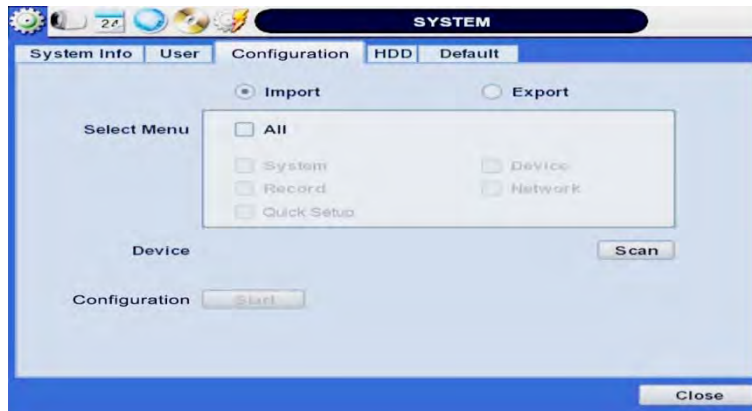 SYSTEM
System Info User Configuration HDD Default
Import Export
Select Menu All
System Device
Record Network
Quick Setup
Device Scan
Configuration Start
Close